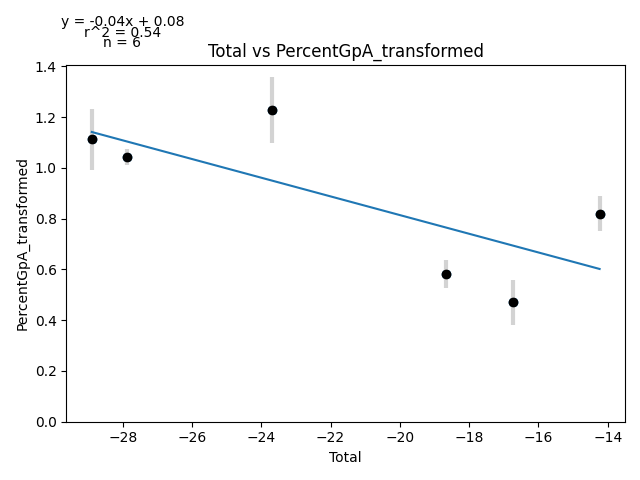 y = -0.04x + 0.08
r^2 = 0.54
n = 6
Total vs PercentGpA_transformed
1.4
1.2
1.0
0.8
0.6
0.4
0.2
0.0
PercentGpA_transformed
−28 −26 −24 −22 −20 −18 −16 −14
Total